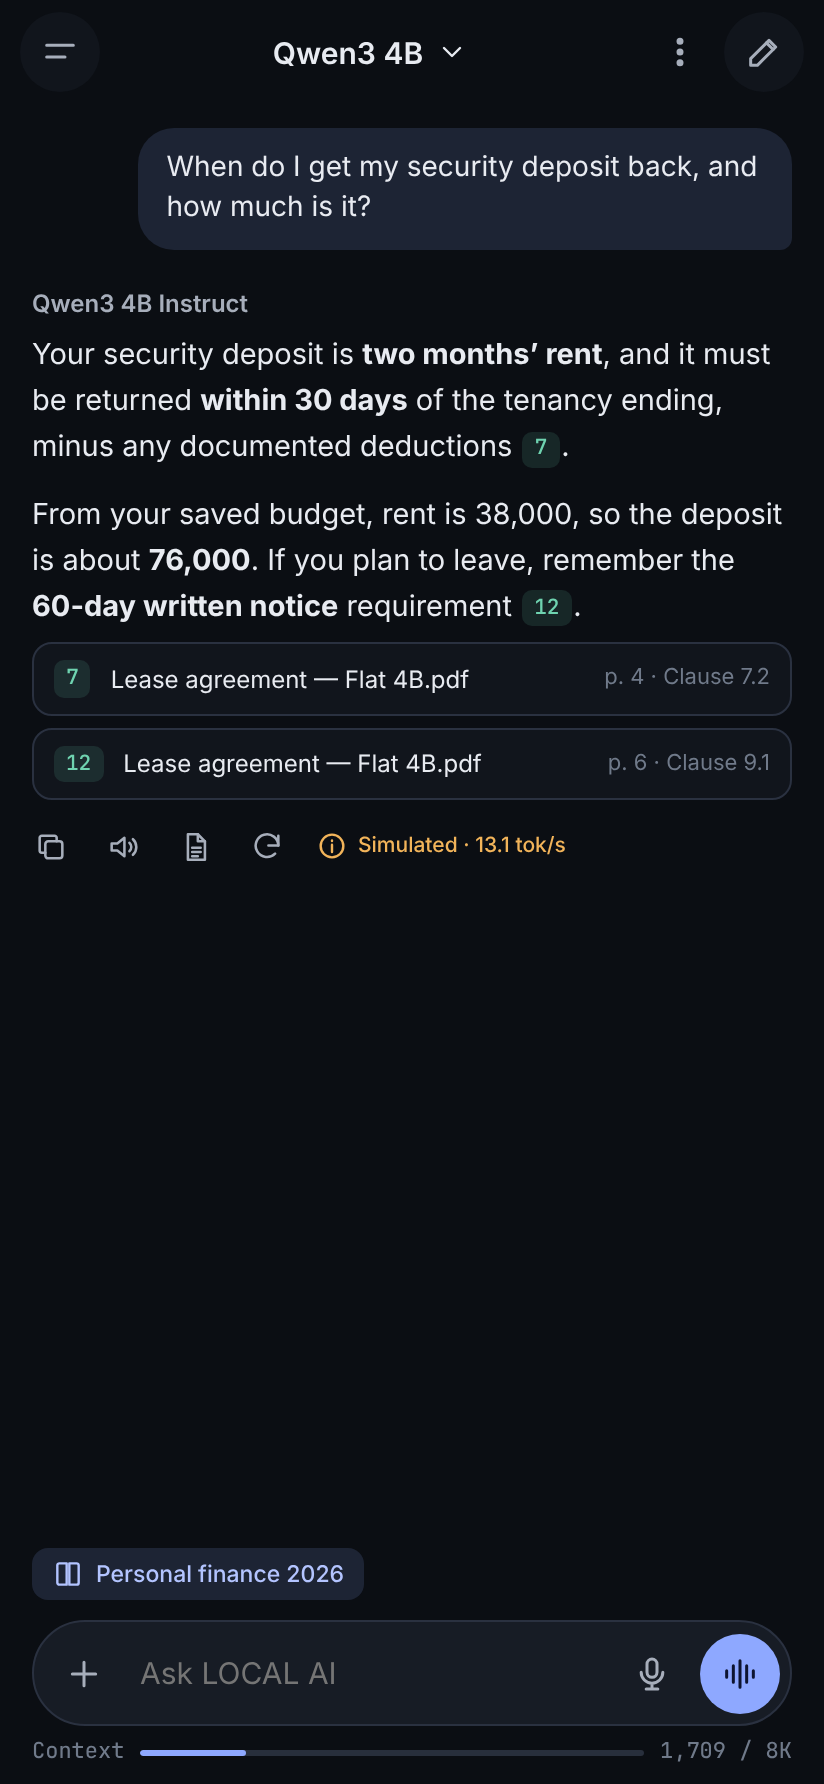 Qwen3 4B
When do I get my security deposit back, and
how much is it?
Qwen3 4B Instruct
Your security deposit is two months’ rent, and it must
be returned within 30 days of the tenancy ending,
minus any documented deductions 7.
From your saved budget, rent is 38,000, so the deposit
is about 76,000. If you plan to leave, remember the
60-day written notice requirement 12.
7 Lease agreement — Flat 4B.pdf p. 4 · Clause 7.2
12 Lease agreement — Flat 4B.pdf p. 6 · Clause 9.1
Simulated · 13.1 tok/s
Personal finance 2026
Ask LOCAL AI
Context 1,709 / 8K